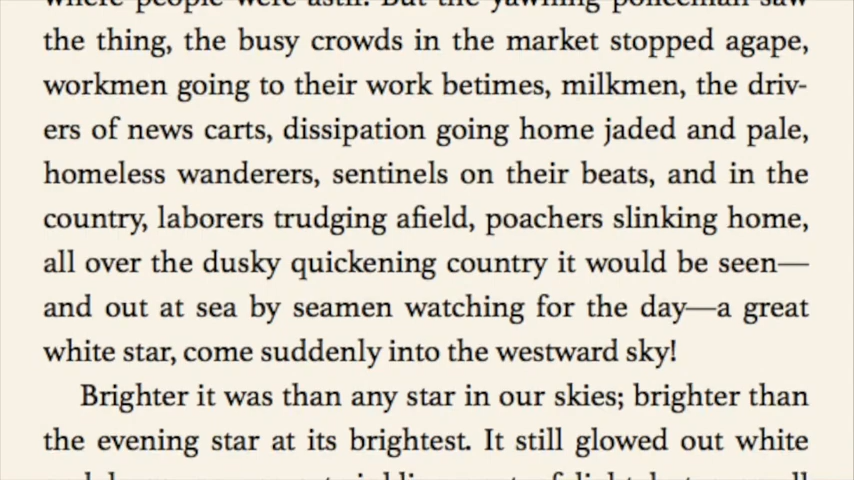 where people were astir. But the yawning policeman saw
the thing, the busy crowds in the market stopped agape,
workmen going to their work betimes, milkmen, the driv-
ers of news carts, dissipation going home jaded and pale,
homeless wanderers, sentinels on their beats, and in the
country, laborers trudging afield, poachers slinking home,
all over the dusky quickening country it would be seen—
and out at sea by seamen watching for the day—a great
white star, come suddenly into the westward sky!
Brighter it was than any star in our skies; brighter than
the evening star at its brightest. It still glowed out white